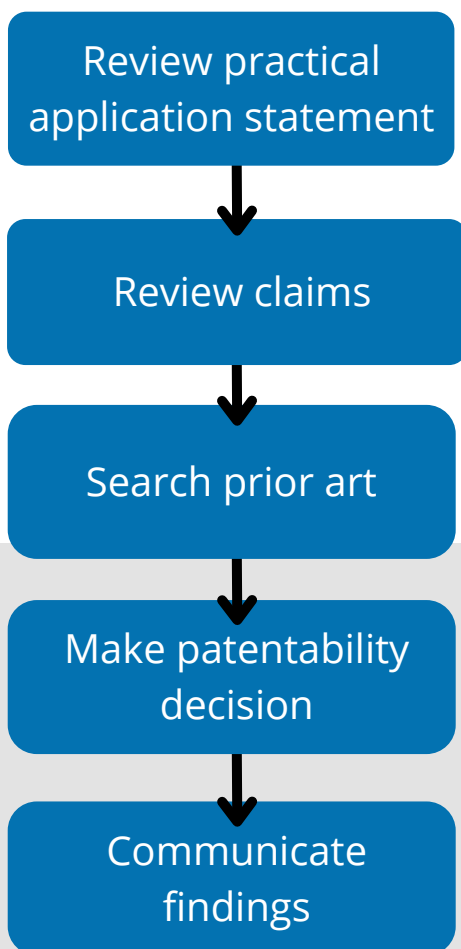 Review practical
application statement
Review claims
Search prior art
Make patentability
decision
Communicate
findings